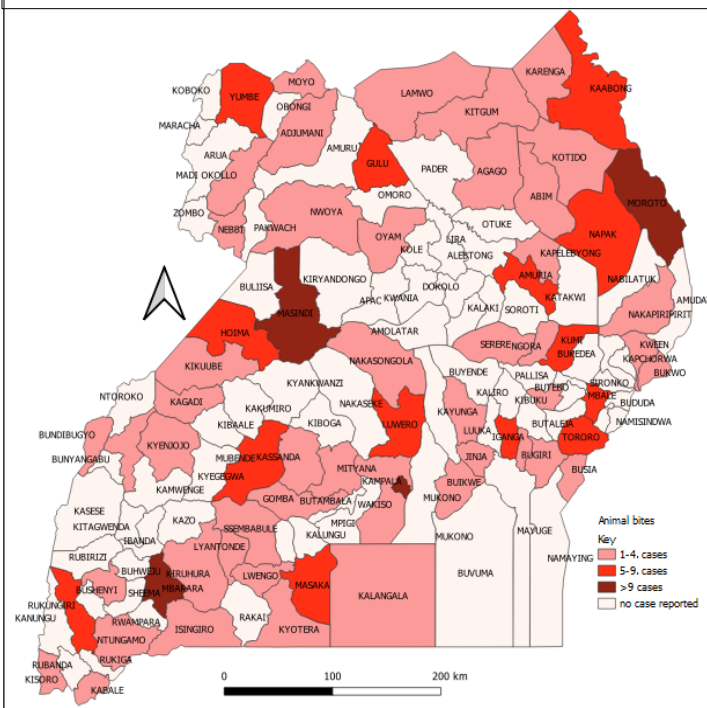 KARENGA
KAABONG
MOYO
KOBOKO
YUMBE
LAMWO
OBONGI
KITGUM
MARACHA
ADJUMANI
AMURU
ARUA
KOTIDO
GULU
PADER
AGAGO
MADI OKOLLO
OMORO
ABIM
MOROTO
ZOMBO
NWOYA
NEBBI
PAKWACH
OTUKE
NAPAK
OYAM
LIRA
KOLE
ALEBTONG
KAPELEBYONG
KIRYANDONGO
AMURIA
NABILATUK
BULIISA
DOKOLO
KATAKWI
APAC
KWANIA
AMUDAT
KALAKI
SOROTI
MASINDI
NAKAPIRIPIRIT
HOIMA
AMOLATAR
KUMI
SERERE
NGORA
KWEEN
BUKEDEA
NAKASONGOLA
KAPCHORWA
KIKUUBE
BUYENDE
PALLISA
BUKWO
KYANKWANZI
SIRONKO
BUTEBO
NTOROKO
KALIRO
MBALE
KAGADI
NAKASEKE
KIBUKU
KAKUMIRO
KAYUNGA
BUDUDA
KIBAALE
KIBOGA
LUWERO
BUTALEJA
NAMISINDWA
BUNDIBUGYO
LUUKA
IGANGA
TORORO
KYENJOJO
BUNYANGABU
MUBENDE
KASSANDA
JINJA
BUGIRI
MITYANA
KYEGEGWA
KAMPALA
BUSIA
BUIKWE
KAMWENGE
GOMBA
BUTAMBALA
MUKONO
WAKISO
KASESE
KITAGWENDA
KAZO
SSEMBABULE
MPIGI
KALUNGU
MUKONO
MAYUGE
IBANDA
LYANTONDE
RUBIRIZI
NAMAYING
BUHWEJU
KIRUHURA
LWENGO
BUVUMA
BUSHENYI
SHEEMA
MBARARA
MASAKA
KALANGALA
RUKUNGIRI
KANUNGU
RWAMPARA
RAKAI
ISINGIRO
KYOTERA
NTUNGAMO
RUKIGA
RUBANDA
KISORO
KABALE
Animal bites
Key
1-4. cases
5-9. cases
>9 cases
no case reported
0 100 200 km